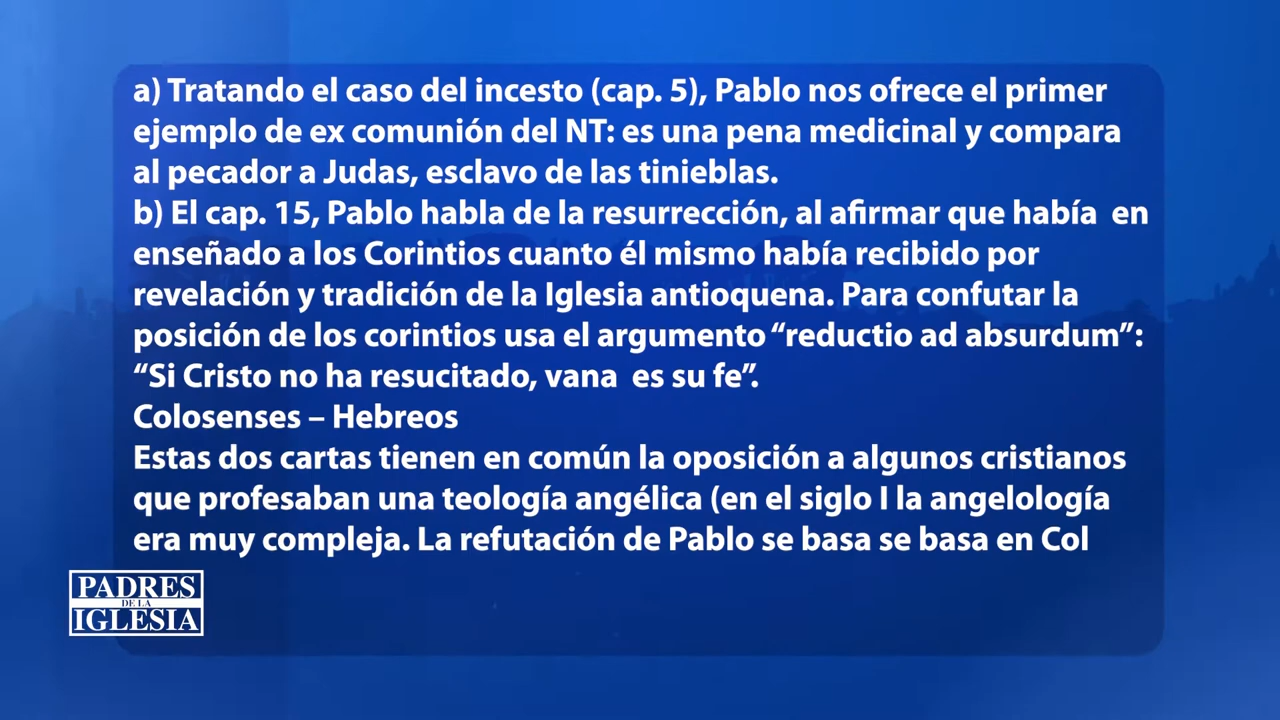 a) Tratando el caso del incesto (cap. 5), Pablo nos ofrece el primer
ejemplo de ex comunión del NT: es una pena medicinal y compara
al pecador a Judas, esclavo de las tinieblas.
b) El cap. 15, Pablo habla de la resurrección, al afirmar que había  en
enseñado a los Corintios cuanto él mismo había recibido por
revelación y tradición de la Iglesia antioquena. Para confutar la
posición de los corintios usa el argumento “reductio ad absurdum”:
“Si Cristo no ha resucitado, vana  es su fe”.
Colosenses – Hebreos
Estas dos cartas tienen en común la oposición a algunos cristianos
que profesaban una teología angélica (en el siglo I la angelología
era muy compleja. La refutación de Pablo se basa se basa en Col
PADRES
DE LA
IGLESIA